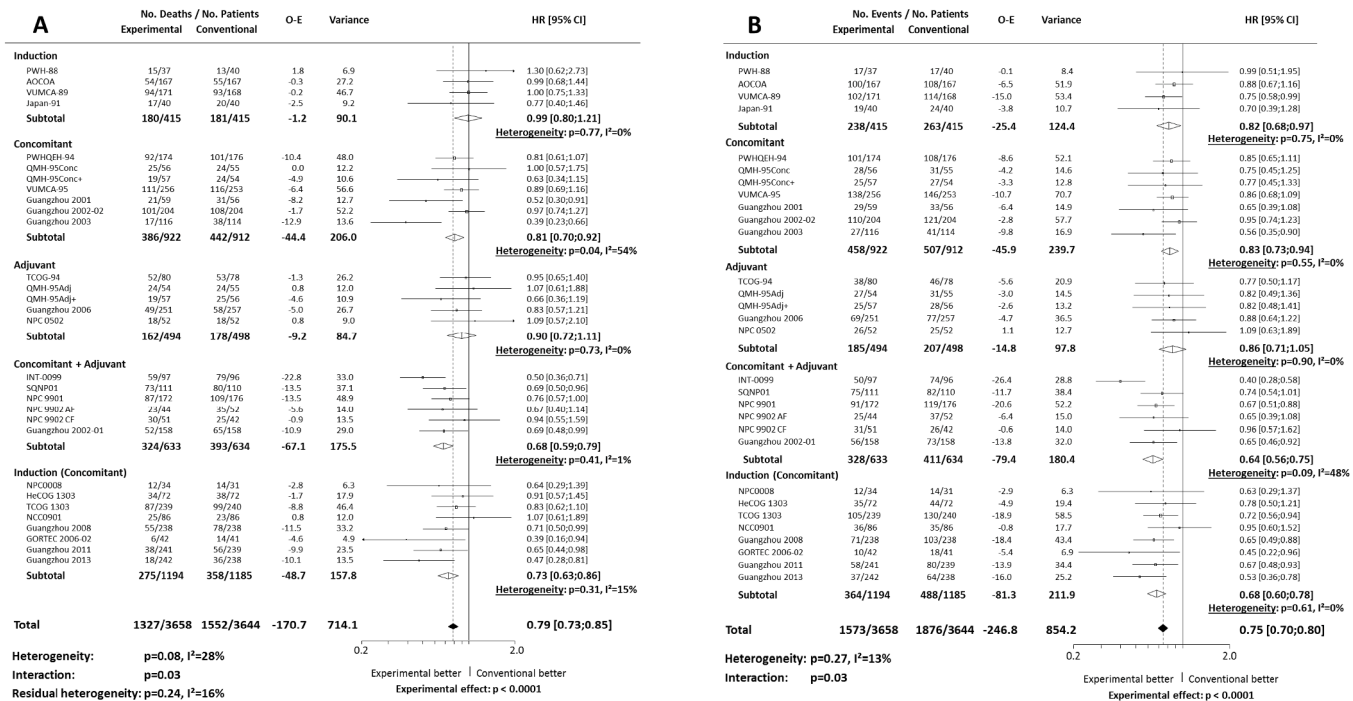 A
No. Deaths / No. Patients O-E Variance HR [95% CI]
Experimental Conventional
Induction
PWH-88 15/37 13/40 1.8 6.9 1.30 [0.62;2.73]
AOCOA 54/167 55/167 -0.3 27.2 0.99 [0.68;1.44]
VUMCA-89 94/171 93/168 -0.2 46.7 1.00 [0.75;1.33]
Japan-91 17/40 20/40 -2.5 9.2 0.77 [0.40;1.46]
Subtotal 180/415 181/415 -1.2 90.1 0.99 [0.80;1.21]
Heterogeneity: p=0.77, I²=0%
Concomitant
PWHQEH-94 92/174 101/176 -10.4 48.0 0.81 [0.61;1.07]
QMH-95Conc 25/56 24/55 0.0 12.2 1.00 [0.57;1.75]
QMH-95Conc+ 19/57 24/54 -4.9 10.6 0.63 [0.34;1.15]
VUMCA-95 111/256 116/253 -6.4 56.6 0.89 [0.69;1.16]
Guangzhou 2001 21/59 31/56 -8.2 12.7 0.52 [0.30;0.91]
Guangzhou 2002-02 101/204 108/204 -1.7 52.2 0.97 [0.74;1.27]
Guangzhou 2003 17/116 38/114 -12.9 13.6 0.39 [0.23;0.66]
Subtotal 386/922 442/912 -44.4 206.0 0.81 [0.70;0.92]
Heterogeneity: p=0.04, I²=54%
Adjuvant
TCOG-94 52/80 53/78 -1.3 26.2 0.95 [0.65;1.40]
QMH-95Adj 24/54 24/55 0.8 12.0 1.07 [0.61;1.88]
QMH-95Adj+ 19/57 25/56 -4.6 10.9 0.66 [0.36;1.19]
Guangzhou 2006 49/251 58/257 -5.0 26.7 0.83 [0.57;1.21]
NPC 0502 18/52 18/52 0.8 9.0 1.09 [0.57;2.10]
Subtotal 162/494 178/498 -9.2 84.7 0.90 [0.72;1.11]
Heterogeneity: p=0.73, I²=0%
Concomitant + Adjuvant
INT-0099 59/97 79/96 -22.8 33.0 0.50 [0.36;0.71]
SQNP01 73/111 80/110 -13.5 37.1 0.69 [0.50;0.96]
NPC 9901 87/172 109/176 -13.5 48.9 0.76 [0.57;1.00]
NPC 9902 AF 23/44 35/52 -5.6 14.0 0.67 [0.40;1.14]
NPC 9902 CF 30/51 25/42 -0.9 13.5 0.94 [0.55;1.59]
Guangzhou 2002-01 52/158 65/158 -10.9 29.0 0.69 [0.48;0.99]
Subtotal 324/633 393/634 -67.1 175.5 0.68 [0.59;0.79]
Heterogeneity: p=0.41, I²=1%
Induction (Concomitant)
NPC0008 12/34 14/31 -2.8 6.3 0.64 [0.29;1.39]
HeCOG 1303 34/72 38/72 -1.7 17.9 0.91 [0.57;1.45]
TCOG 1303 87/239 99/240 -8.8 46.4 0.83 [0.62;1.10]
NCC0901 25/86 23/86 0.8 12.0 1.07 [0.61;1.89]
Guangzhou 2008 55/238 78/238 -11.5 33.2 0.71 [0.50;0.99]
GORTEC 2006-02 6/42 14/41 -4.6 4.9 0.39 [0.16;0.94]
Guangzhou 2011 38/241 56/239 -9.9 23.5 0.65 [0.44;0.98]
Guangzhou 2013 18/242 36/238 -10.1 13.5 0.47 [0.28;0.81]
Subtotal 275/1194 358/1185 -48.7 157.8 0.73 [0.63;0.86]
Heterogeneity: p=0.31, I²=15%
Total 1327/3658 1552/3644 -170.7 714.1 0.79 [0.73;0.85]
0.2 2.0
Heterogeneity: p=0.08, I²=28%
Experimental better | Conventional better
Interaction: p=0.03
Experimental effect: p < 0.0001
Residual heterogeneity: p=0.24, I²=16%
B
No. Events / No. Patients O-E Variance HR [95% CI]
Experimental Conventional
Induction
PWH-88 17/37 17/40 -0.1 8.4 0.99 [0.51;1.95]
AOCOA 100/167 108/167 -6.5 51.9 0.88 [0.67;1.16]
VUMCA-89 102/171 114/168 -15.0 53.4 0.75 [0.58;0.99]
Japan-91 19/40 24/40 -3.8 10.7 0.70 [0.39;1.28]
Subtotal 238/415 263/415 -25.4 124.4 0.82 [0.68;0.97]
Heterogeneity: p=0.75, I²=0%
Concomitant
PWHQEH-94 101/174 108/176 -8.6 52.1 0.85 [0.65;1.11]
QMH-95Conc 28/56 31/55 -4.2 14.6 0.75 [0.45;1.25]
QMH-95Conc+ 25/57 27/54 -3.3 12.8 0.77 [0.45;1.33]
VUMCA-95 138/256 146/253 -10.7 70.7 0.86 [0.68;1.09]
Guangzhou 2001 29/59 33/56 -6.4 14.9 0.65 [0.39;1.08]
Guangzhou 2002-02 110/204 121/204 -2.8 57.7 0.95 [0.74;1.23]
Guangzhou 2003 27/116 41/114 -9.8 16.9 0.56 [0.35;0.90]
Subtotal 458/922 507/912 -45.9 239.7 0.83 [0.73;0.94]
Heterogeneity: p=0.55, I²=0%
Adjuvant
TCOG-94 38/80 46/78 -5.6 20.9 0.77 [0.50;1.17]
QMH-95Adj 27/54 31/55 -3.0 14.5 0.82 [0.49;1.36]
QMH-95Adj+ 25/57 28/56 -2.6 13.2 0.82 [0.48;1.41]
Guangzhou 2006 69/251 77/257 -4.7 36.5 0.88 [0.64;1.22]
NPC 0502 26/52 25/52 1.1 12.7 1.09 [0.63;1.89]
Subtotal 185/494 207/498 -14.8 97.8 0.86 [0.71;1.05]
Heterogeneity: p=0.90, I²=0%
Concomitant + Adjuvant
INT-0099 50/97 74/96 -26.4 28.8 0.40 [0.28;0.58]
SQNP01 75/111 82/110 -11.7 38.4 0.74 [0.54;1.01]
NPC 9901 91/172 119/176 -20.6 52.2 0.67 [0.51;0.88]
NPC 9902 AF 25/44 37/52 -6.4 15.0 0.65 [0.39;1.08]
NPC 9902 CF 31/51 26/42 -0.6 14.0 0.96 [0.57;1.62]
Guangzhou 2002-01 56/158 73/158 -13.8 32.0 0.65 [0.46;0.92]
Subtotal 328/633 411/634 -79.4 180.4 0.64 [0.56;0.75]
Heterogeneity: p=0.09, I²=48%
Induction (Concomitant)
NPC0008 12/34 14/31 -2.9 6.3 0.63 [0.29;1.37]
HeCOG 1303 35/72 44/72 -4.9 19.4 0.78 [0.50;1.21]
TCOG 1303 105/239 130/240 -18.9 58.5 0.72 [0.56;0.94]
NCC0901 36/86 35/86 -0.8 17.7 0.95 [0.60;1.52]
Guangzhou 2008 71/238 103/238 -18.4 43.4 0.65 [0.49;0.88]
GORTEC 2006-02 10/42 18/41 -5.4 6.9 0.45 [0.22;0.96]
Guangzhou 2011 58/241 80/239 -13.9 34.4 0.67 [0.48;0.93]
Guangzhou 2013 37/242 64/238 -16.0 25.2 0.53 [0.36;0.78]
Subtotal 364/1194 488/1185 -81.3 211.9 0.68 [0.60;0.78]
Heterogeneity: p=0.61, I²=0%
Total 1573/3658 1876/3644 -246.8 854.2 0.75 [0.70;0.80]
0.2 2.0
Heterogeneity: p=0.27, I²=13%
Interaction: p=0.03
Experimental better | Conventional better
Experimental effect: p < 0.0001